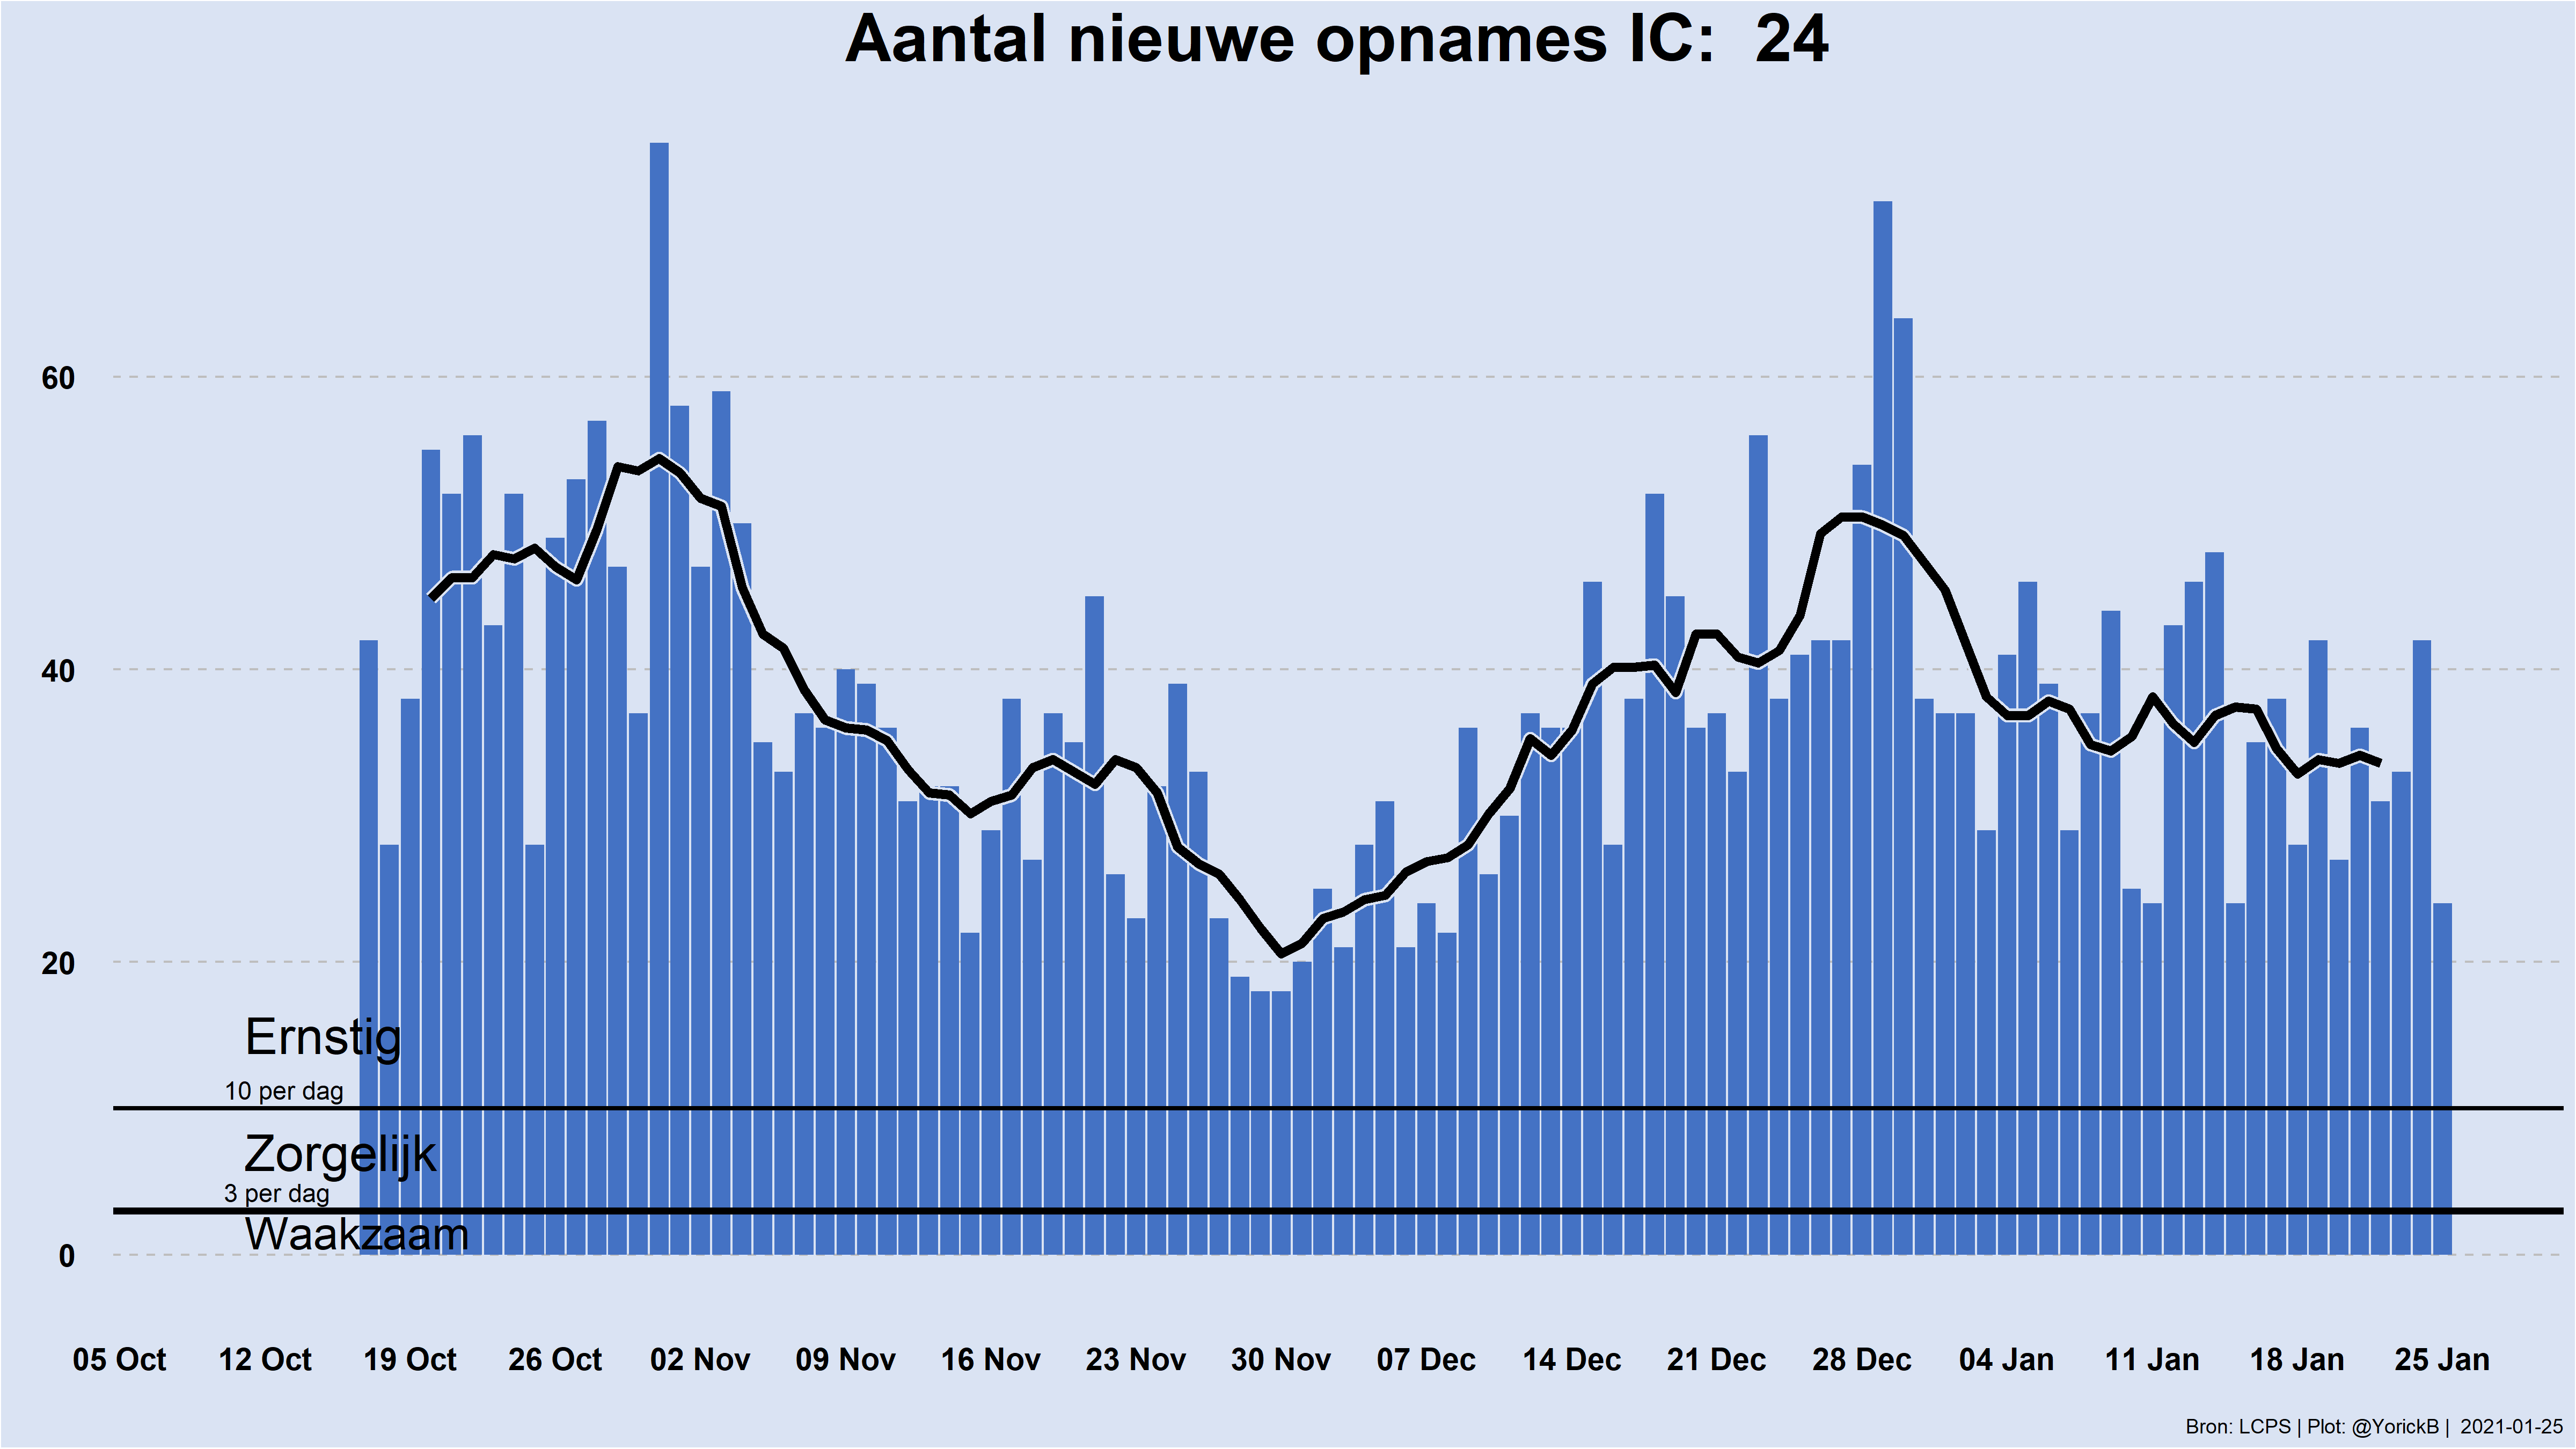 Aantal nieuwe opnames IC: 24
60
40
20
Ernstig
10 per dag
Zorgelijk
3 per dag
Waakzaam
0
05 Oct 12 Oct 19 Oct 26 Oct 02 Nov 09 Nov 16 Nov 23 Nov 30 Nov 07 Dec 14 Dec 21 Dec 28 Dec 04 Jan 11 Jan 18 Jan 25 Jan
Bron: LCPS | Plot: @YorickB | 2021-01-25